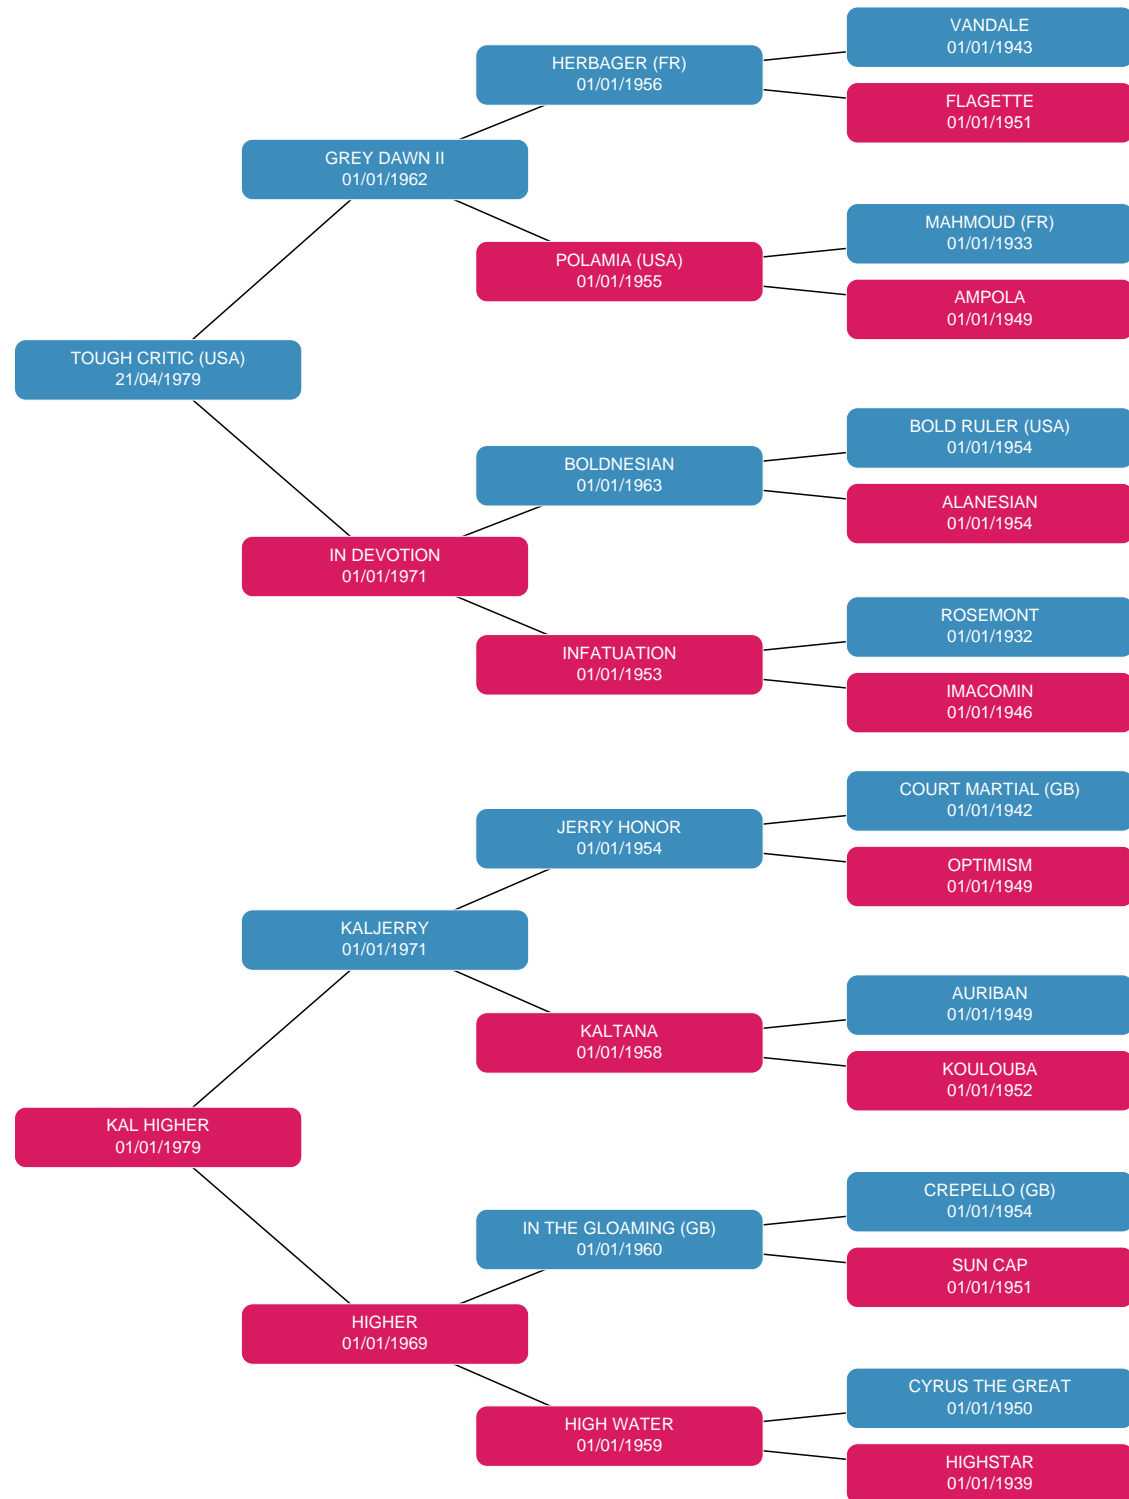 VANDALE
01/01/1943
HERBAGER (FR)
01/01/1956
FLAGETTE
01/01/1951
GREY DAWN II
01/01/1962
MAHMOUD (FR)
01/01/1933
POLAMIA (USA)
01/01/1955
AMPOLA
01/01/1949
TOUGH CRITIC (USA)
21/04/1979
BOLD RULER (USA)
01/01/1954
BOLDNESIAN
01/01/1963
ALANESIAN
01/01/1954
IN DEVOTION
01/01/1971
ROSEMONT
01/01/1932
INFATUATION
01/01/1953
IMACOMIN
01/01/1946
COURT MARTIAL (GB)
01/01/1942
JERRY HONOR
01/01/1954
OPTIMISM
01/01/1949
KALJERRY
01/01/1971
AURIBAN
01/01/1949
KALTANA
01/01/1958
KOULOUBA
01/01/1952
KAL HIGHER
01/01/1979
CREPELLO (GB)
01/01/1954
IN THE GLOAMING (GB)
01/01/1960
SUN CAP
01/01/1951
HIGHER
01/01/1969
CYRUS THE GREAT
01/01/1950
HIGH WATER
01/01/1959
HIGHSTAR
01/01/1939